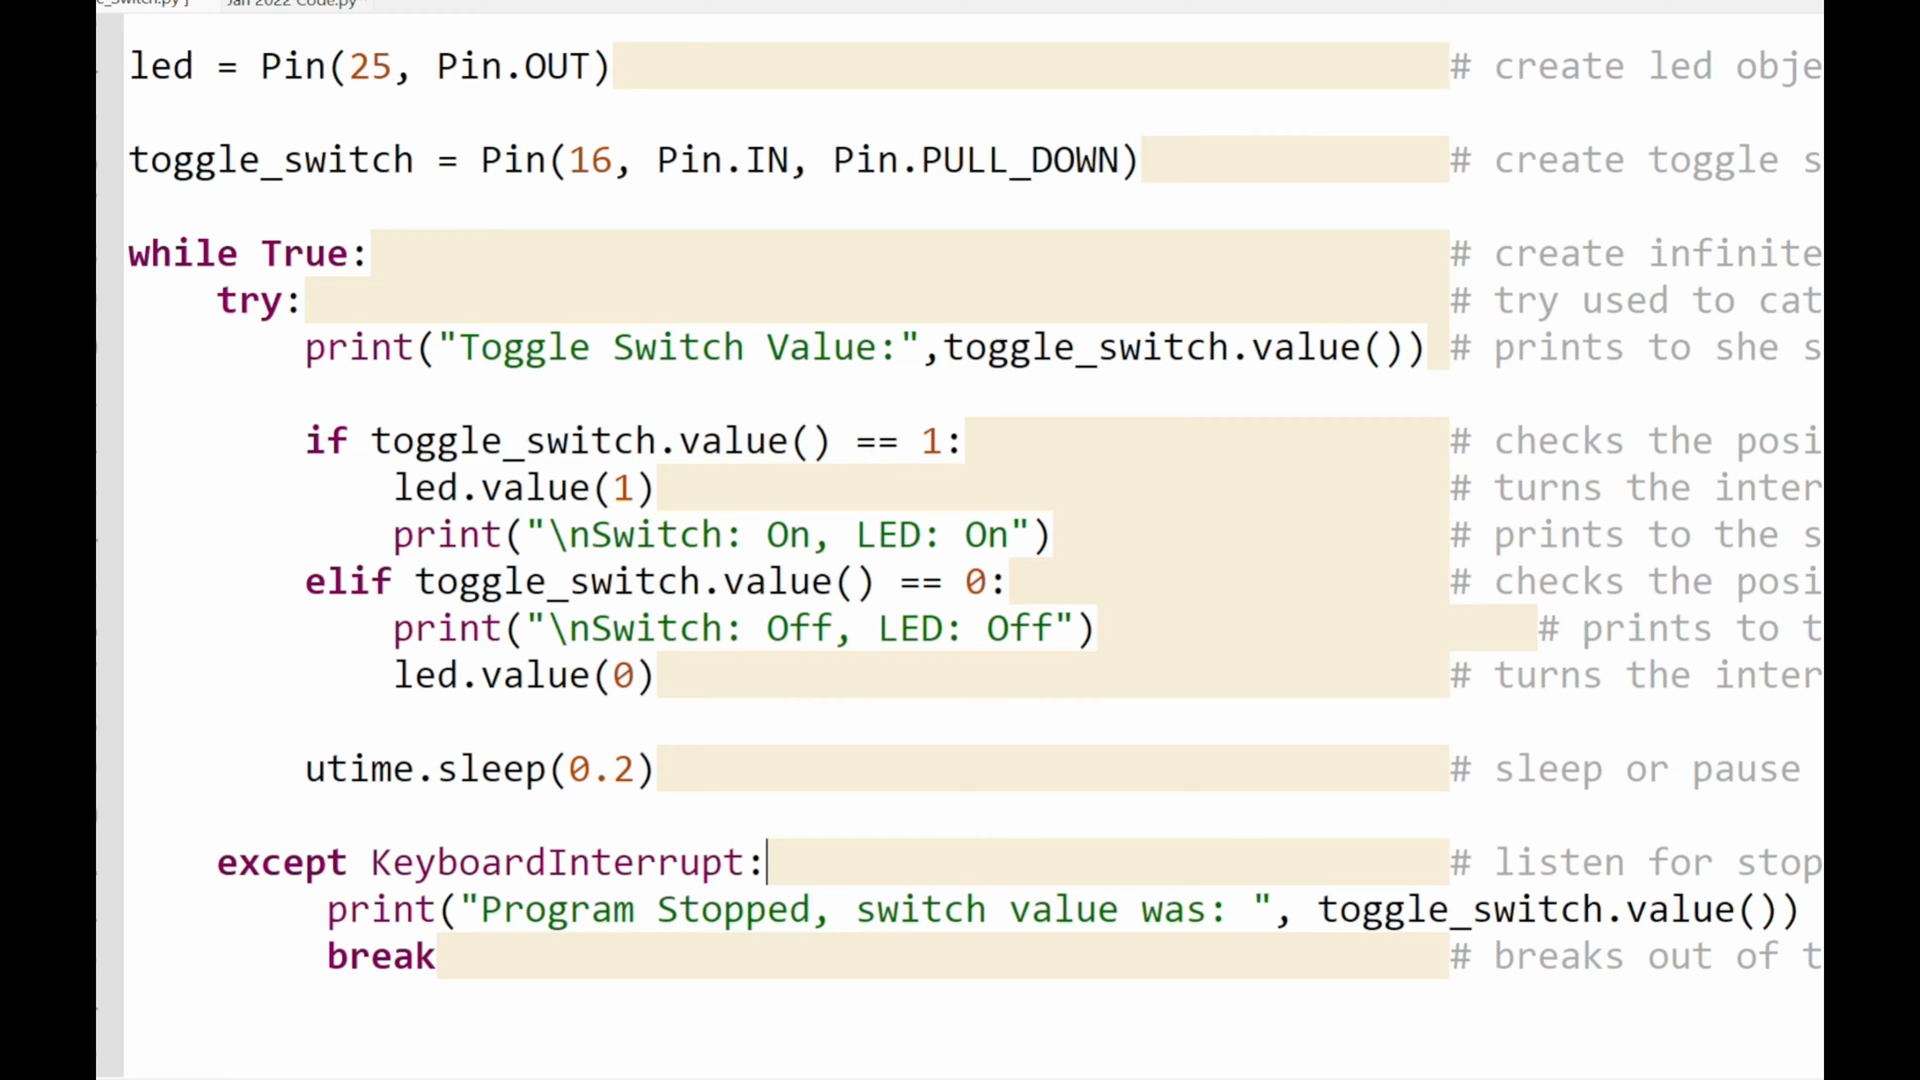 led = Pin(25, Pin.OUT) # create led obje
toggle_switch = Pin(16, Pin.IN, Pin.PULL_DOWN) # create toggle s
while True: # create infinite
try: # try used to cat
print("Toggle Switch Value:",toggle_switch.value()) # prints to she s
if toggle_switch.value() == 1: # checks the posi
led.value(1) # turns the inter
print("\nSwitch: On, LED: On") # prints to the s
elif toggle_switch.value() == 0: # checks the posi
print("\nSwitch: Off, LED: Off") # prints to t
led.value(0) # turns the inter
utime.sleep(0.2) # sleep or pause
except KeyboardInterrupt: # listen for stop
print("Program Stopped, switch value was: ", toggle_switch.value())
break # breaks out of t